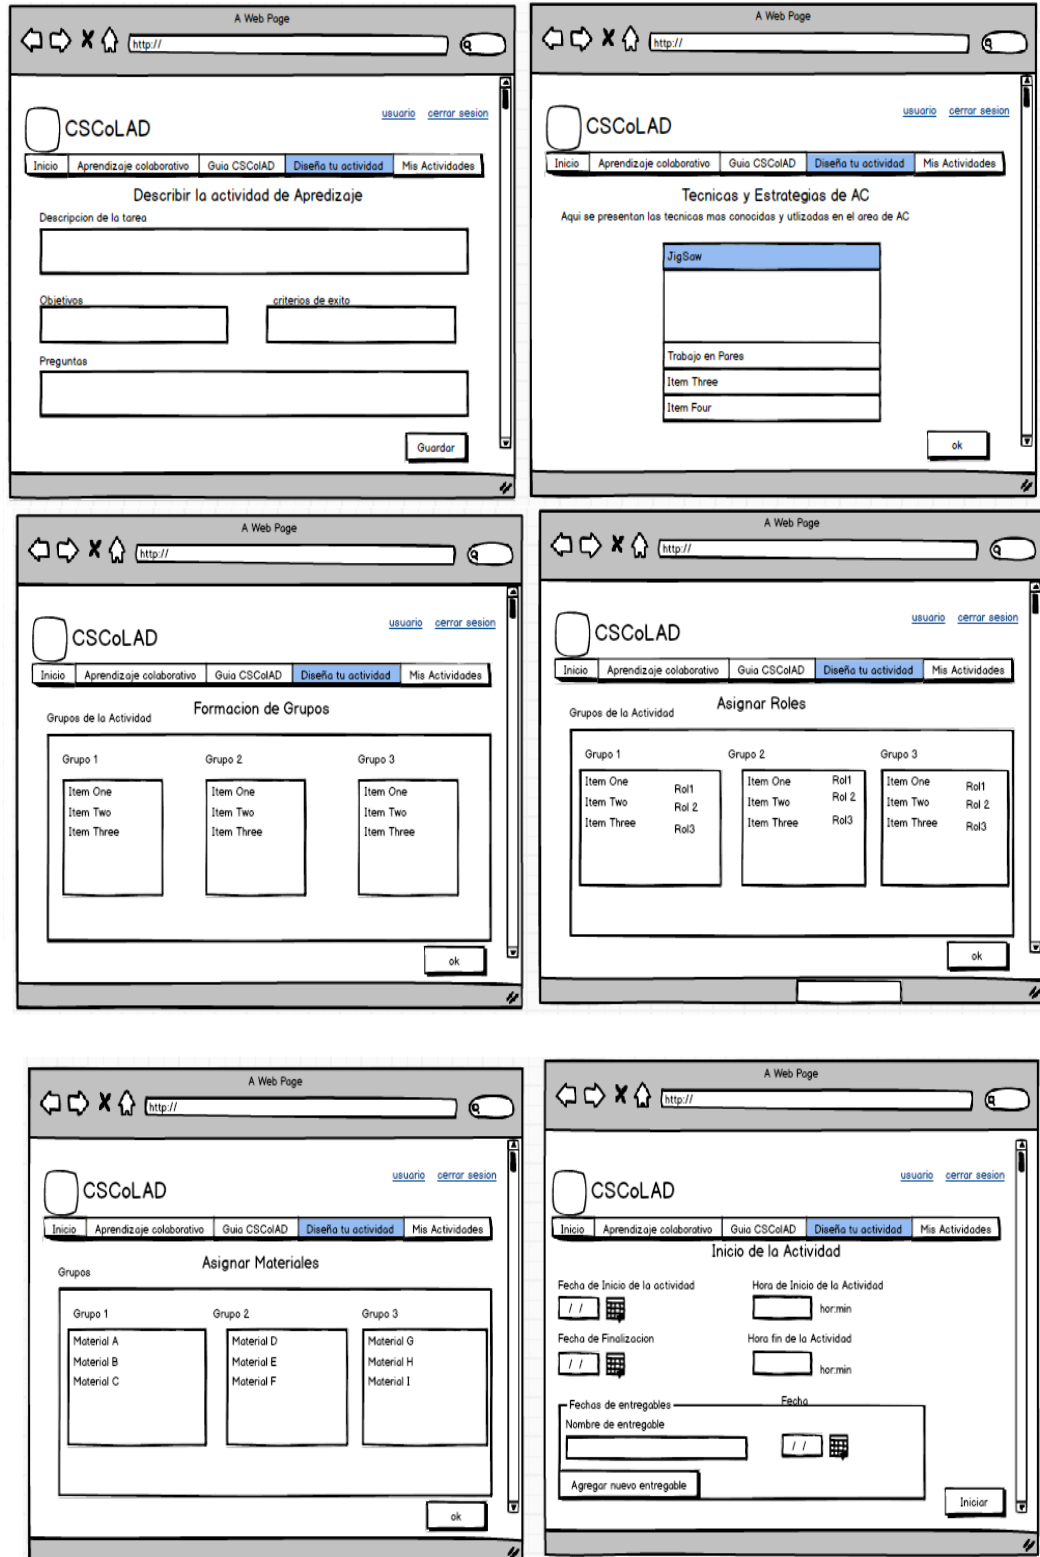 A Web Page
http://
usuario cerrar sesion
CSCoLAD
Inicio Aprendizaje colaborativo Guia CSColAD Diseña tu actividad Mis Actividades
Describir la actividad de Apredizaje
Descripcion de la tarea
Objetivos criterios de exito
Preguntas
Guardar
A Web Page
http://
usuario cerrar sesion
CSCoLAD
Inicio Aprendizaje colaborativo Guia CSColAD Diseña tu actividad Mis Actividades
Tecnicas y Estrategias de AC
Aqui se presentan las tecnicas mas conocidas y utlizadas en el area de AC
JigSaw
Trabajo en Pares
Item Three
Item Four
ok
A Web Page
http://
usuario cerrar sesion
CSCoLAD
Inicio Aprendizaje colaborativo Guia CSColAD Diseña tu actividad Mis Actividades
Formacion de Grupos
Grupos de la Actividad
Grupo 1 Grupo 2 Grupo 3
Item One Item One Item One
Item Two Item Two Item Two
Item Three Item Three Item Three
ok
A Web Page
http://
usuario cerrar sesion
CSCoLAD
Inicio Aprendizaje colaborativo Guia CSColAD Diseña tu actividad Mis Actividades
Asignar Roles
Grupos de la Actividad
Grupo 1 Grupo 2 Grupo 3
Item One Rol1 Item One Rol1 Item One Rol1
Item Two Rol 2 Item Two Rol 2 Item Two Rol 2
Item Three Rol3 Item Three Rol3 Item Three Rol3
ok
A Web Page
http://
usuario cerrar sesion
CSCoLAD
Inicio Aprendizaje colaborativo Guia CSColAD Diseña tu actividad Mis Actividades
Asignar Materiales
Grupos
Grupo 1 Grupo 2 Grupo 3
Material A Material D Material G
Material B Material E Material H
Material C Material F Material I
ok
A Web Page
http://
usuario cerrar sesion
CSCoLAD
Inicio Aprendizaje colaborativo Guia CSColAD Diseña tu actividad Mis Actividades
Inicio de la Actividad
Fecha de Inicio de la actividad Hora de Inicio de la Actividad
/ / hor:min
Fecha de Finalizacion Hora fin de la Actividad
/ / hor:min
Fechas de entregables Fecha
Nombre de entregable
/ /
Agregar nuevo entregable
Iniciar